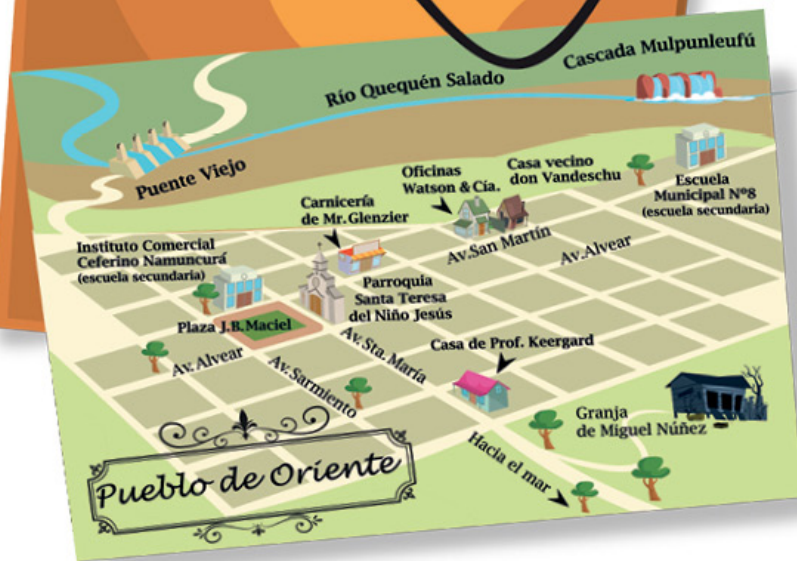 Cascada Mulpunleufú
Río Quequén Salado
Puente Viejo
Oficinas
Watson & Cía.
Casa vecino
don Vandeschu
Escuela
Municipal Nº8
(escuela secundaria)
Carnicería
de Mr. Glenzier
Av. San Martín
Av. Alvear
Instituto Comercial
Ceferino Namuncurá
(escuela secundaria)
Parroquia
Santa Teresa
del Niño Jesús
Plaza J.B. Maciel
Av. Alvear
Av. Sarmiento
Av. Sta. María
Casa de Prof. Keergard
Granja
de Miguel Núñez
Hacia el mar
Pueblo de Oriente